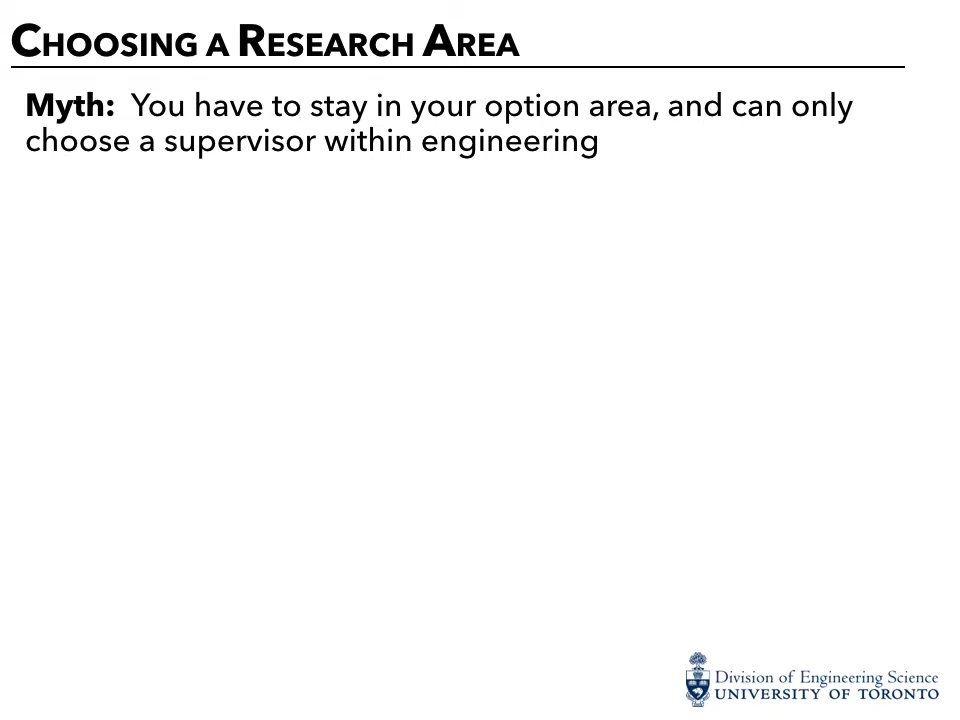 CHOOSING A RESEARCH AREA
Myth: You have to stay in your option area, and can only
choose a supervisor within engineering
Division of Engineering Science
UNIVERSITY OF TORONTO